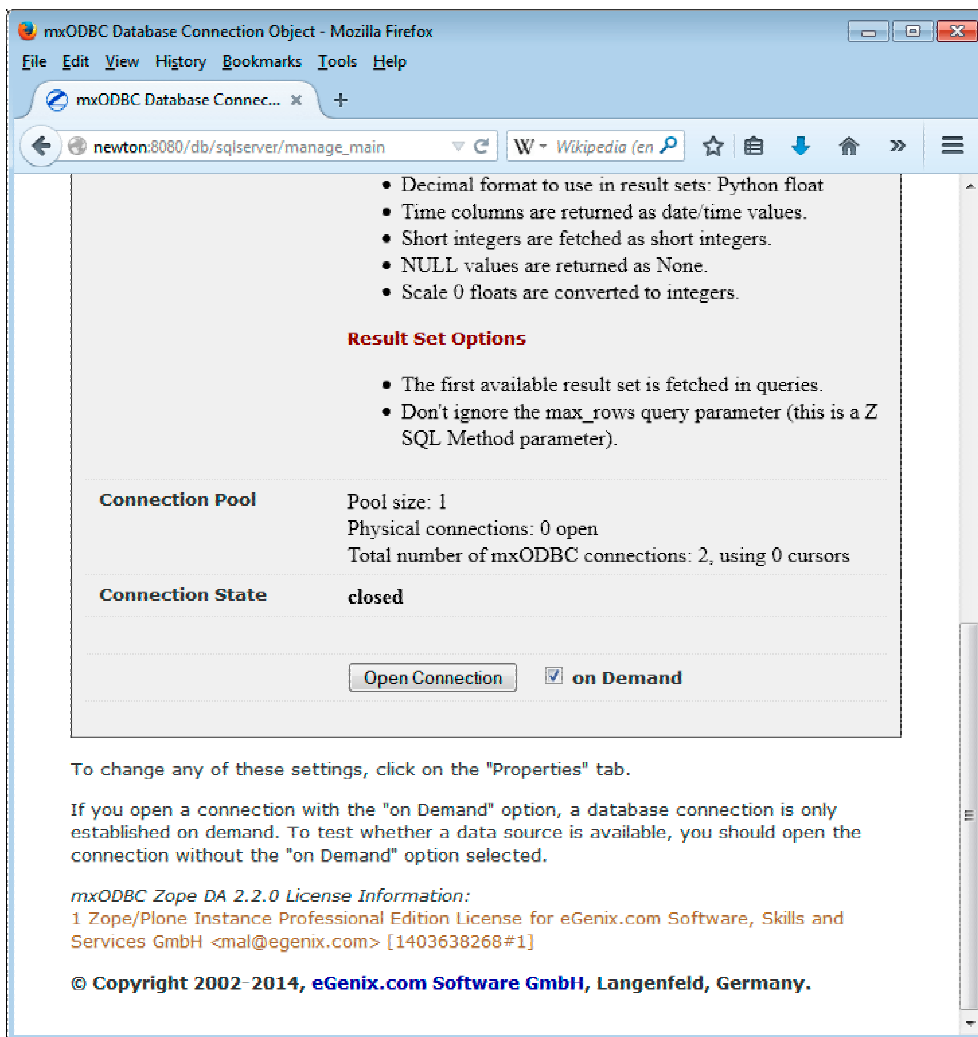 mxODBC Database Connection Object - Mozilla Firefox
File Edit View History Bookmarks Tools Help
mxODBC Database Connec... × +
newton:8080/db/sqlserver/manage_main
W Wikipedia (en
• Decimal format to use in result sets: Python float
• Time columns are returned as date/time values.
• Short integers are fetched as short integers.
• NULL values are returned as None.
• Scale 0 floats are converted to integers.
Result Set Options
• The first available result set is fetched in queries.
• Don't ignore the max_rows query parameter (this is a Z
SQL Method parameter).
Connection Pool
Pool size: 1
Physical connections: 0 open
Total number of mxODBC connections: 2, using 0 cursors
Connection State
closed
Open Connection
on Demand
To change any of these settings, click on the "Properties" tab.
If you open a connection with the "on Demand" option, a database connection is only
established on demand. To test whether a data source is available, you should open the
connection without the "on Demand" option selected.
mxODBC Zope DA 2.2.0 License Information:
1 Zope/Plone Instance Professional Edition License for eGenix.com Software, Skills and
Services GmbH <mal@egenix.com> [1403638268#1]
© Copyright 2002-2014, eGenix.com Software GmbH, Langenfeld, Germany.